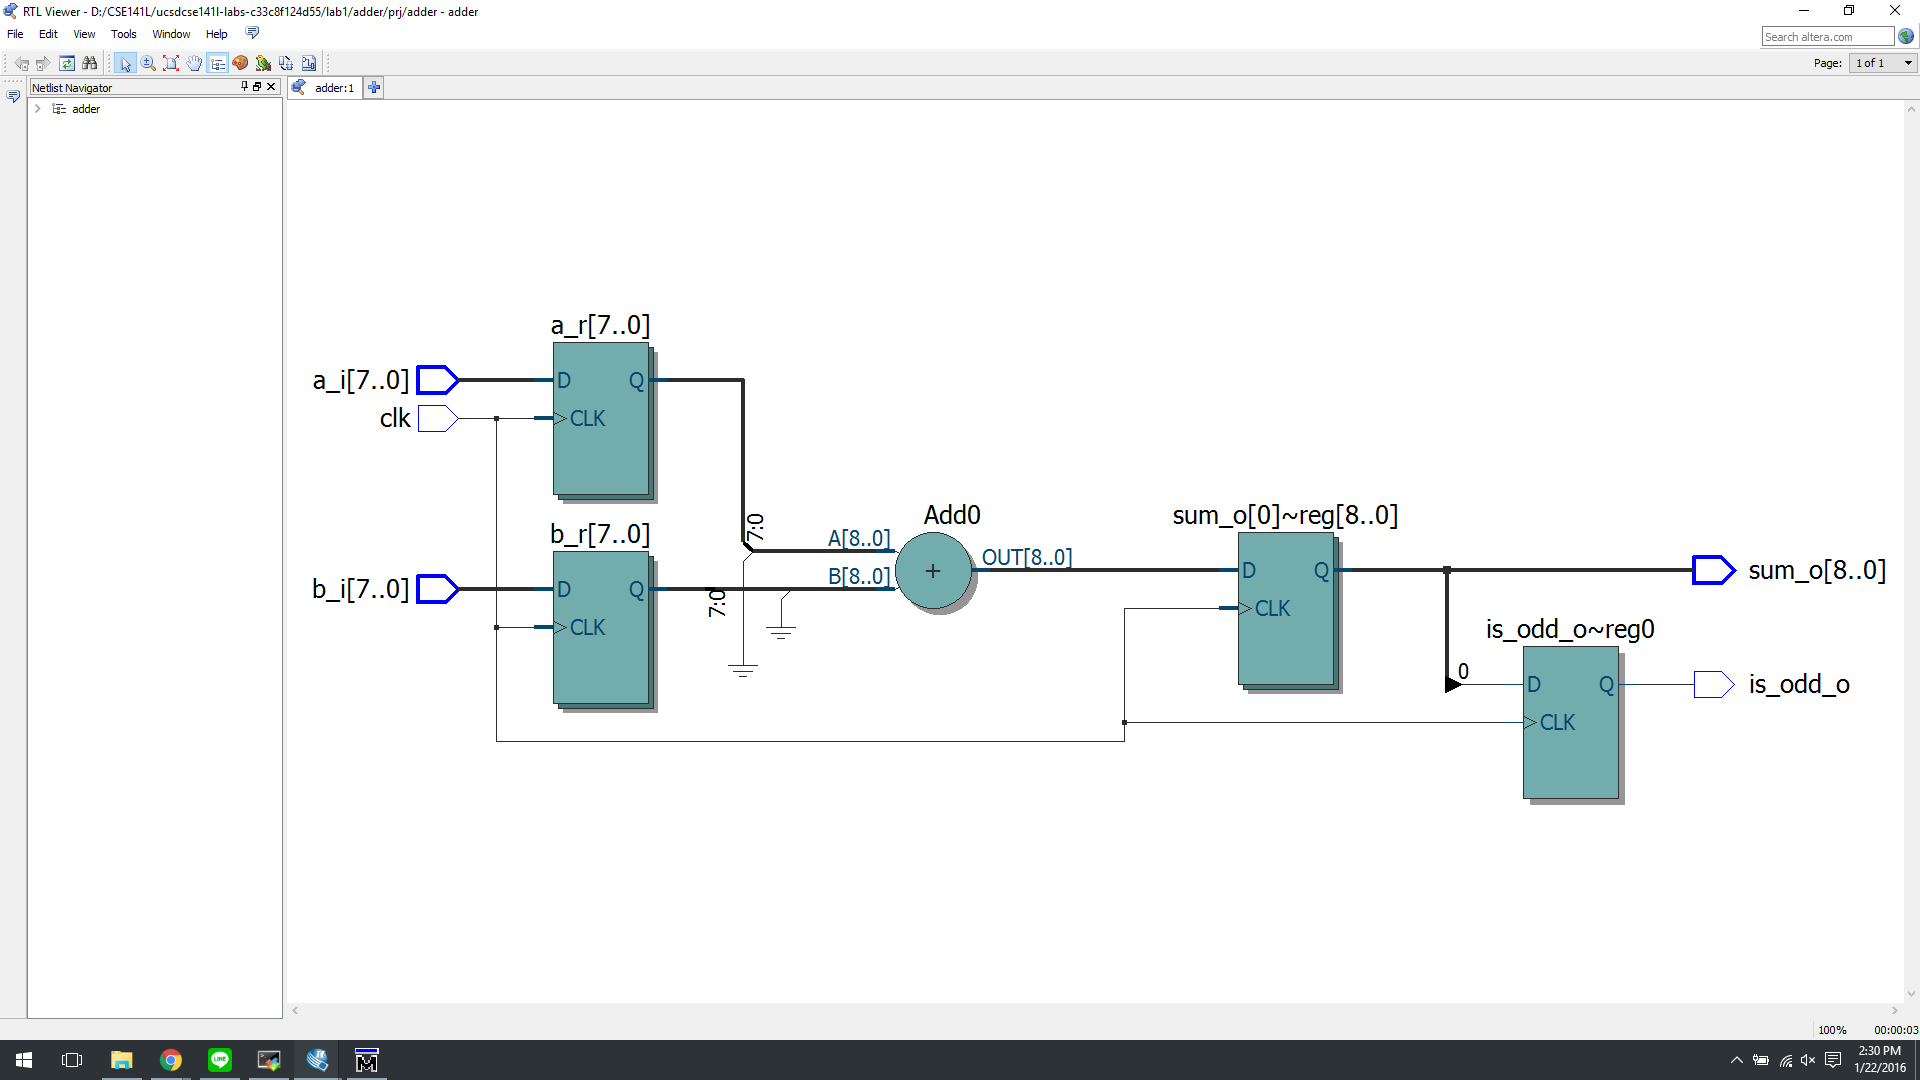 RTL Viewer - D:/CSE141L/ucsdcse141l-labs-c33c8f124d55/lab1/adder/prj/adder - adder
File Edit View Tools Window Help
Search altera.com
Page: 1 of 1
Netlist Navigator
adder:1
adder
a_r[7..0]
a_i[7..0]
D Q
clk
CLK
Add0
sum_o[0]~reg[8..0]
7:0
b_r[7..0]
A[8..0]
+
OUT[8..0]
D Q
sum_o[8..0]
B[8..0]
b_i[7..0]
D Q
7:0
CLK
CLK
is_odd_o~reg0
0
D Q
is_odd_o
CLK
100% 00:00:03
LINE
M
2:30 PM
1/22/2016